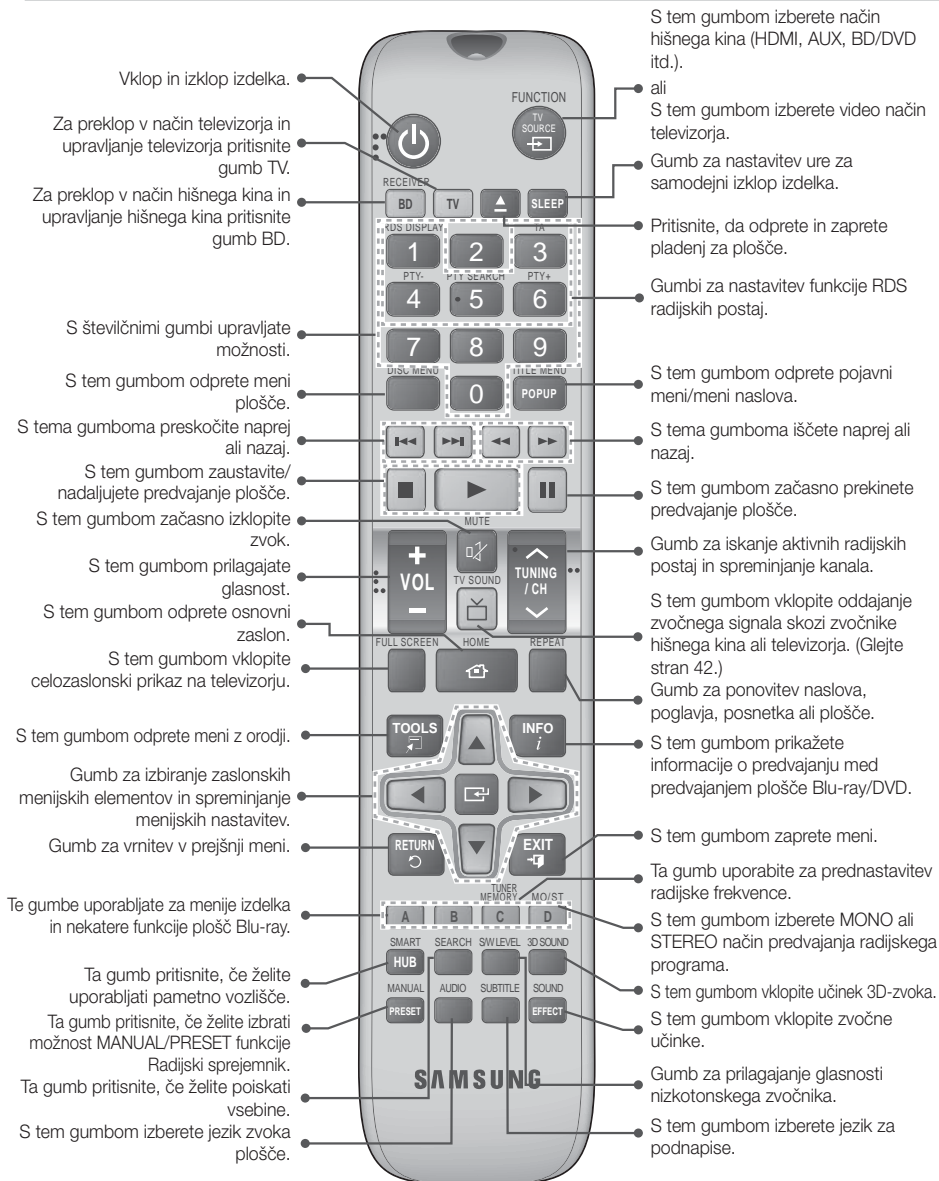 Vklop in izklop izdelka.
Za preklop v način televizorja in
upravljanje televizorja pritisnite
gumb TV.
Za preklop v način hišnega kina in
upravljanje hišnega kina pritisnite
gumb BD.
S številčnimi gumbi upravljate
možnosti.
S tem gumbom odprete meni
plošče.
S tema gumboma preskočite naprej
ali nazaj.
S tem gumbom zaustavite/
nadaljujete predvajanje plošče.
S tem gumbom začasno izklopite
zvok.
S tem gumbom prilagajate
glasnost.
S tem gumbom odprete osnovni
zaslon.
S tem gumbom vklopite
celozaslonski prikaz na televizorju.
S tem gumbom odprete meni z orodji.
Gumb za izbiranje zaslonskih
menijskih elementov in spreminjanje
menijskih nastavitev.
Gumb za vrnitev v prejšnji meni.
Te gumbe uporabljate za menije izdelka
in nekatere funkcije plošč Blu-ray.
Ta gumb pritisnite, če želite
uporabljati pametno vozlišče.
Ta gumb pritisnite, če želite izbrati
možnost MANUAL/PRESET funkcije
Radijski sprejemnik.
Ta gumb pritisnite, če želite poiskati
vsebine.
S tem gumbom izberete jezik zvoka
plošče.
FUNCTION
TV
SOURCE
RECEIVER
BD TV SLEEP
RDS DISPLAY TA
1 2 3
PTY- PTY SEARCH PTY+
4 5 6
7 8 9
DISC MENU TITLE MENU
0 POPUP
MUTE
+
VOL
−
TUNING
/ CH
TV SOUND
FULL SCREEN HOME REPEAT
TOOLS INFO
i
RETURN EXIT
TUNER
MEMORY MO/ST
A B C D
SMART SEARCH S/W LEVEL 3D SOUND
HUB
MANUAL AUDIO SUBTITLE SOUND
PRESET EFFECT
SAMSUNG
S tem gumbom izberete način
hišnega kina (HDMI, AUX, BD/DVD
itd.).
ali
S tem gumbom izberete video način
televizorja.
Gumb za nastavitev ure za
samodejni izklop izdelka.
Pritisnite, da odprete in zaprete
pladenj za plošče.
Gumbi za nastavitev funkcije RDS
radijskih postaj.
S tem gumbom odprete pojavni
meni/meni naslova.
S tema gumboma iščete naprej ali
nazaj.
S tem gumbom začasno prekinete
predvajanje plošče.
Gumb za iskanje aktivnih radijskih
postaj in spreminjanje kanala.
S tem gumbom vklopite oddajanje
zvočnega signala skozi zvočnike
hišnega kina ali televizorja. (Glejte
stran 42.)
Gumb za ponovitev naslova,
poglavja, posnetka ali plošče.
S tem gumbom prikažete
informacije o predvajanju med
predvajanjem plošče Blu-ray/DVD.
S tem gumbom zaprete meni.
Ta gumb uporabite za prednastavitev
radijske frekvence.
S tem gumbom izberete MONO ali
STEREO način predvajanja radijskega
programa.
S tem gumbom vklopite učinek 3D-zvoka.
S tem gumbom vklopite zvočne
učinke.
Gumb za prilagajanje glasnosti
nizkotonskega zvočnika.
S tem gumbom izberete jezik za
podnapise.